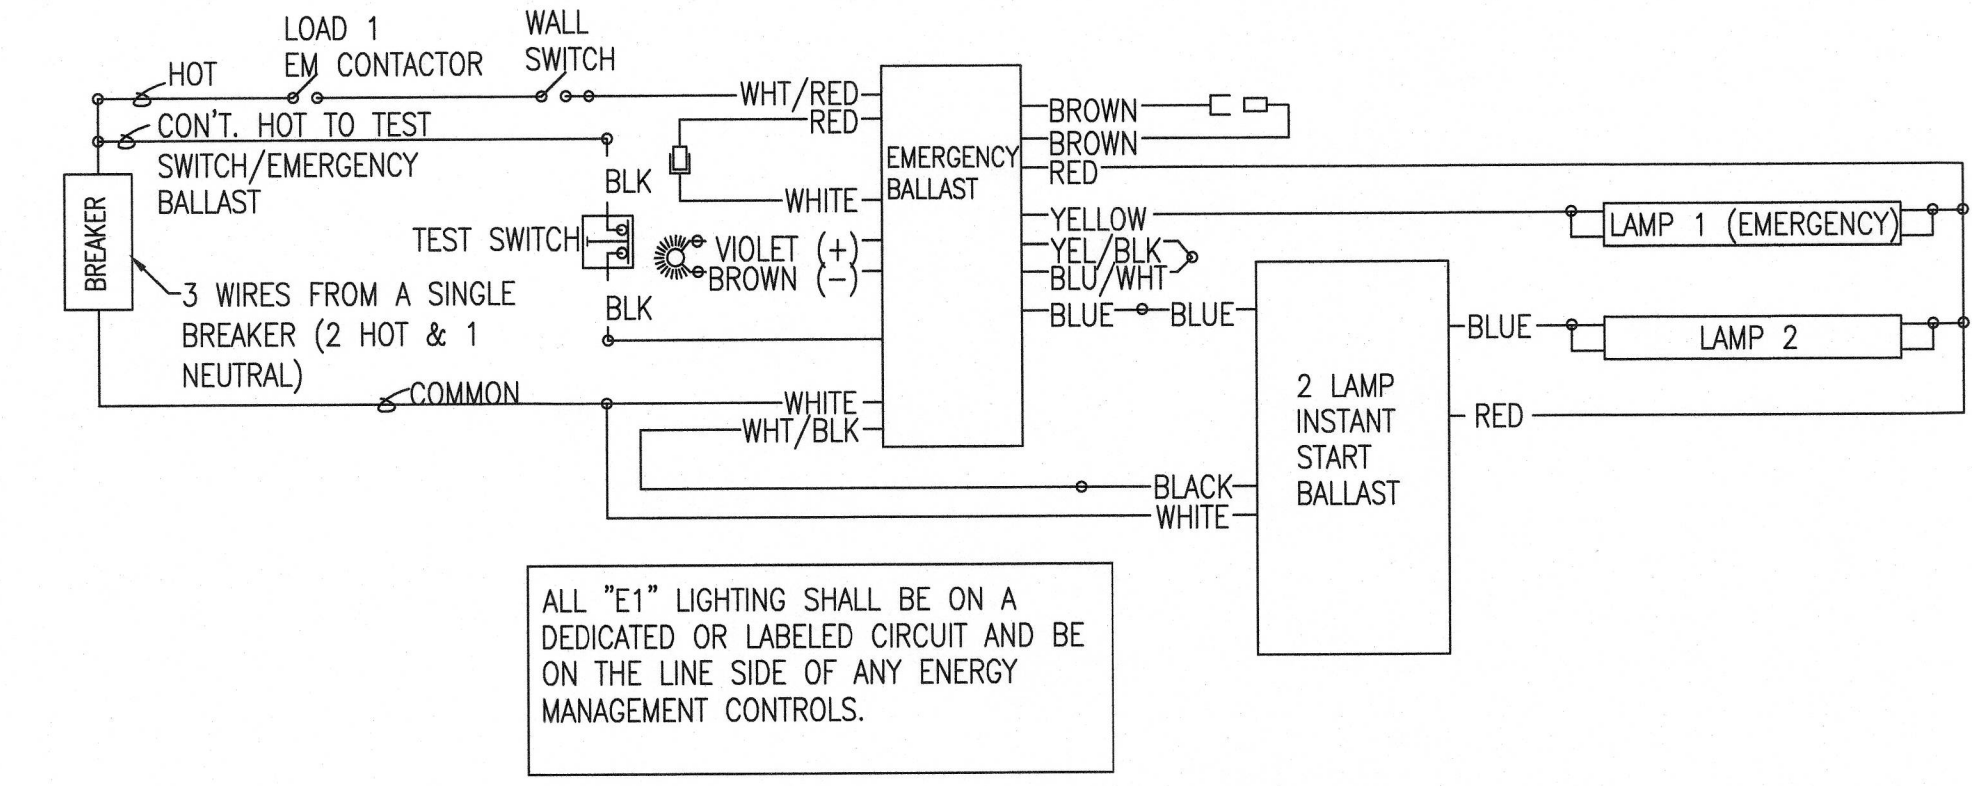 LOAD 1
EM CONTACTOR
WALL
SWITCH
HOT
CON'T. HOT TO TEST
SWITCH/EMERGENCY
BALLAST
BREAKER
3 WIRES FROM A SINGLE
BREAKER (2 HOT & 1
NEUTRAL)
COMMON
BLK
TEST SWITCH
BLK
WHT/RED
RED
WHITE
VIOLET (+)
BROWN (-)
WHITE
WHT/BLK
EMERGENCY
BALLAST
BROWN
BROWN
RED
YELLOW
YEL/BLK
BLU/WHT
BLUE
BLUE
BLACK
WHITE
2 LAMP
INSTANT
START
BALLAST
BLUE
RED
LAMP 1 (EMERGENCY)
LAMP 2
ALL "E1" LIGHTING SHALL BE ON A
DEDICATED OR LABELED CIRCUIT AND BE
ON THE LINE SIDE OF ANY ENERGY
MANAGEMENT CONTROLS.